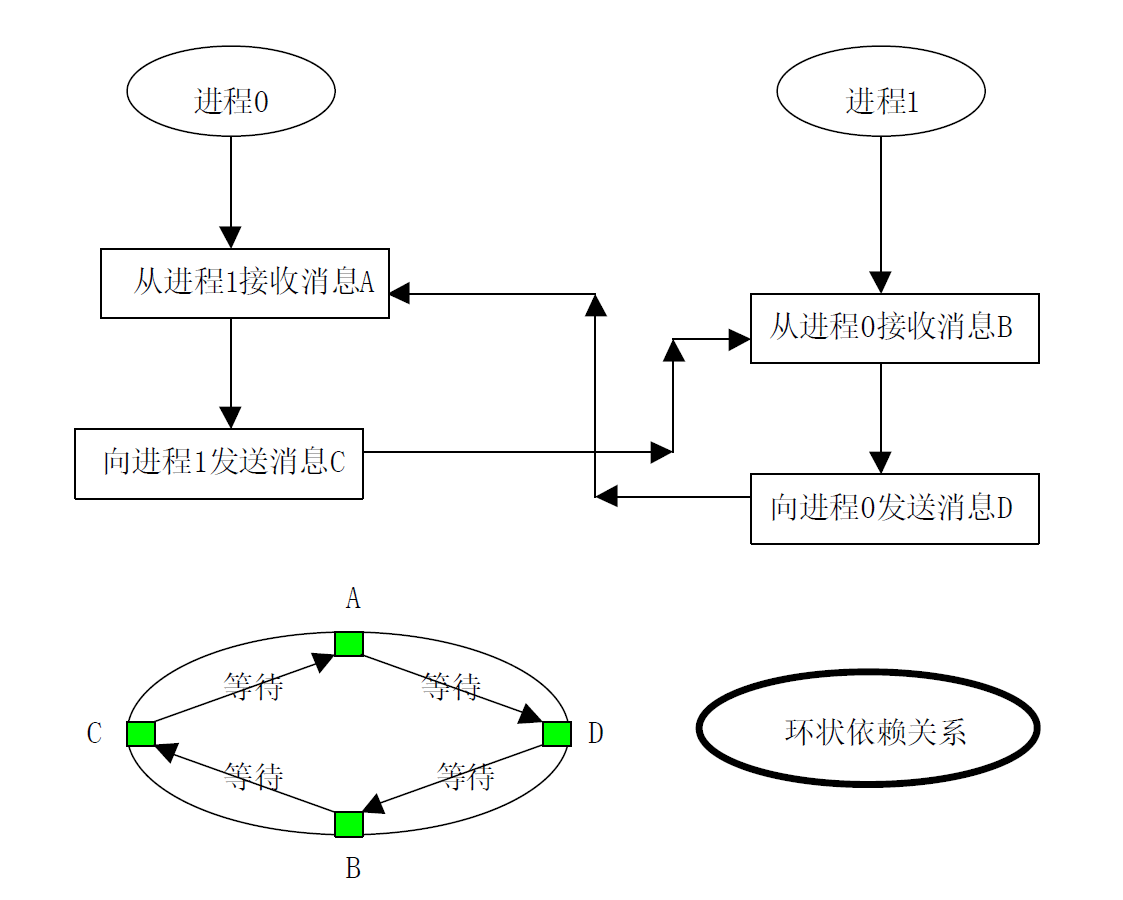 进程0
进程1
从进程1接收消息A
从进程0接收消息B
向进程1发送消息C
向进程0发送消息D
A
等待
等待
C
D
环状依赖关系
等待
等待
B